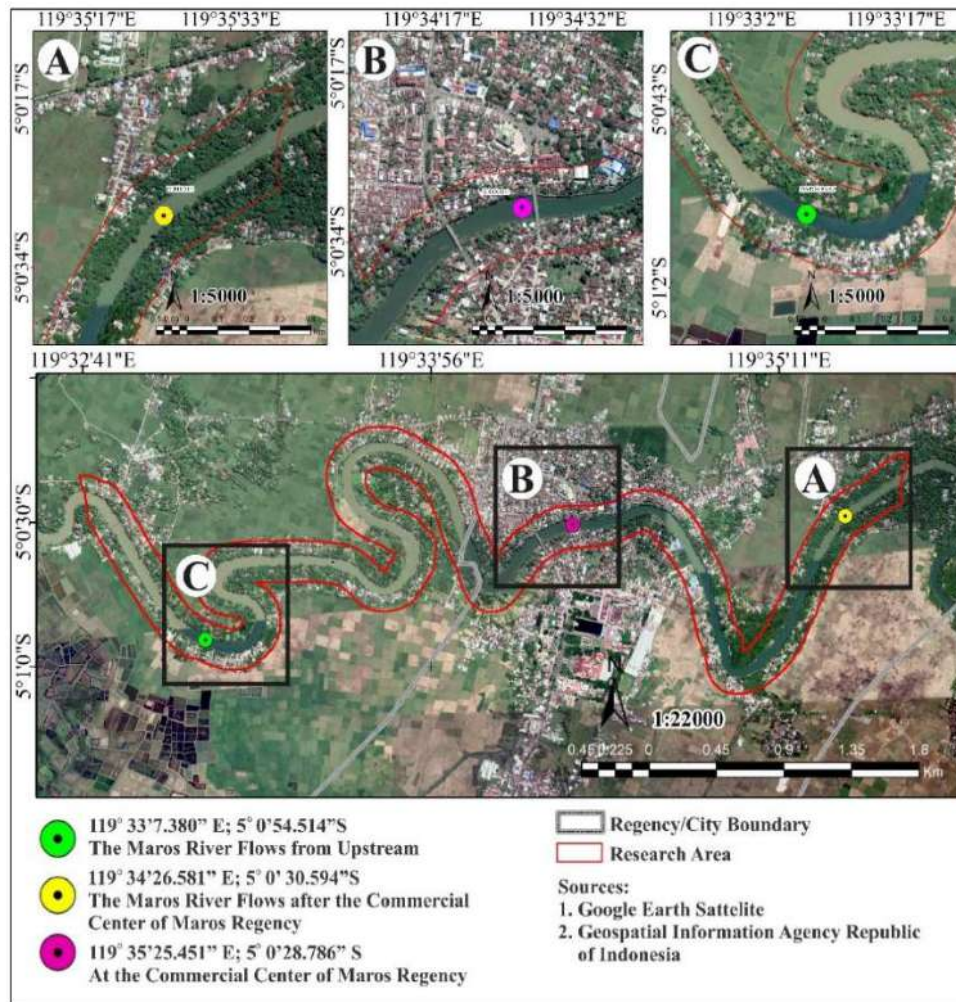 119°35'17"E 119°35'33"E 119°34'17"E 119°34'32"E 119°33'2"E 119°33'17"E
A
B
C
5°0'17"S
5°0'34"S
5°0'17"S
5°0'34"S
5°0'43"S
5°1'2"S
N
1:5000
N
1:5000
N
1:5000
119°32'41"E 119°33'56"E 119°35'11"E
5°0'30"S
5°1'0"S
A
B
C
N
1:22000
0.45 0.225 0 0.45 0.9 1.35 1.8
Km
119° 33'7.380” E; 5° 0'54.514”S
The Maros River Flows from Upstream
119° 34'26.581” E; 5° 0' 30.594”S
The Maros River Flows after the Commercial
Center of Maros Regency
119° 35'25.451” E; 5° 0'28.786” S
At the Commercial Center of Maros Regency
Regency/City Boundary
Research Area
Sources:
1. Google Earth Sattelite
2. Geospatial Information Agency Republic
of Indonesia